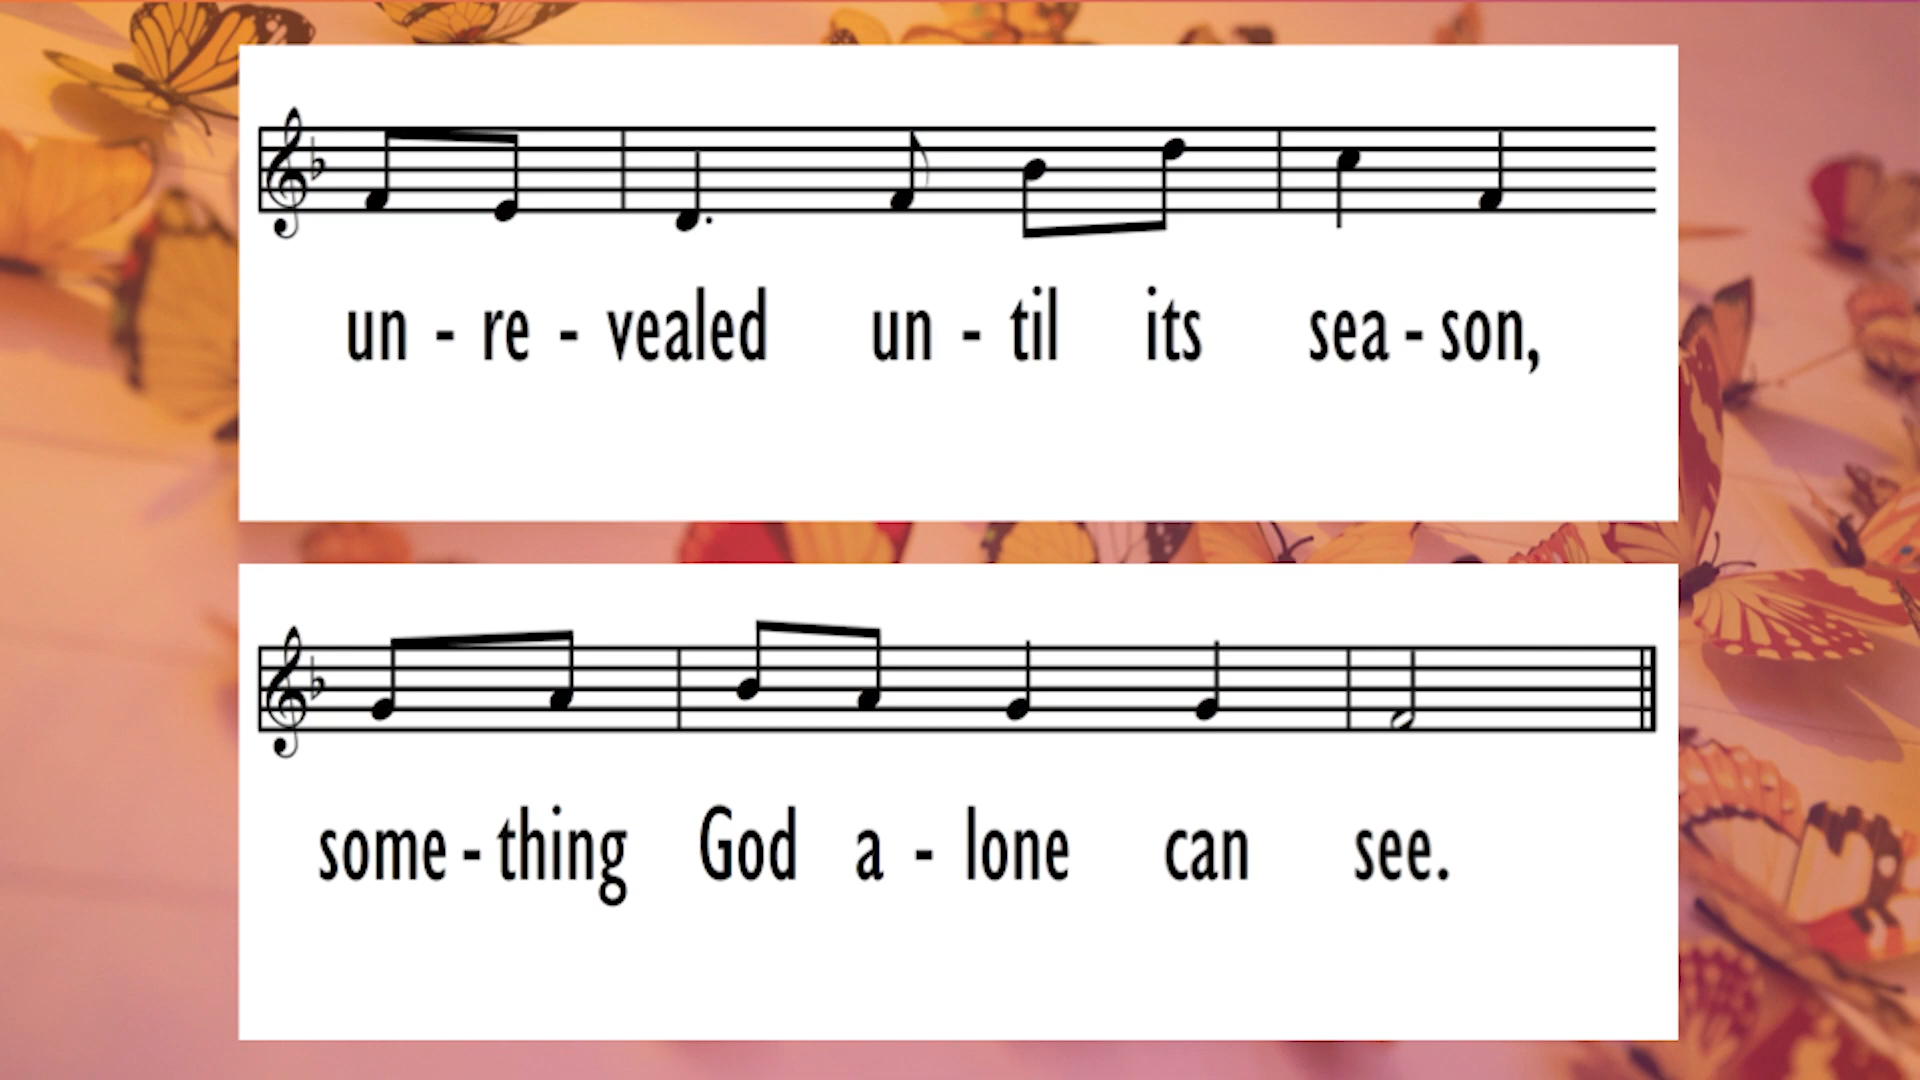 un - re - vealed un - til its sea - son,
some - thing God a - lone can see.